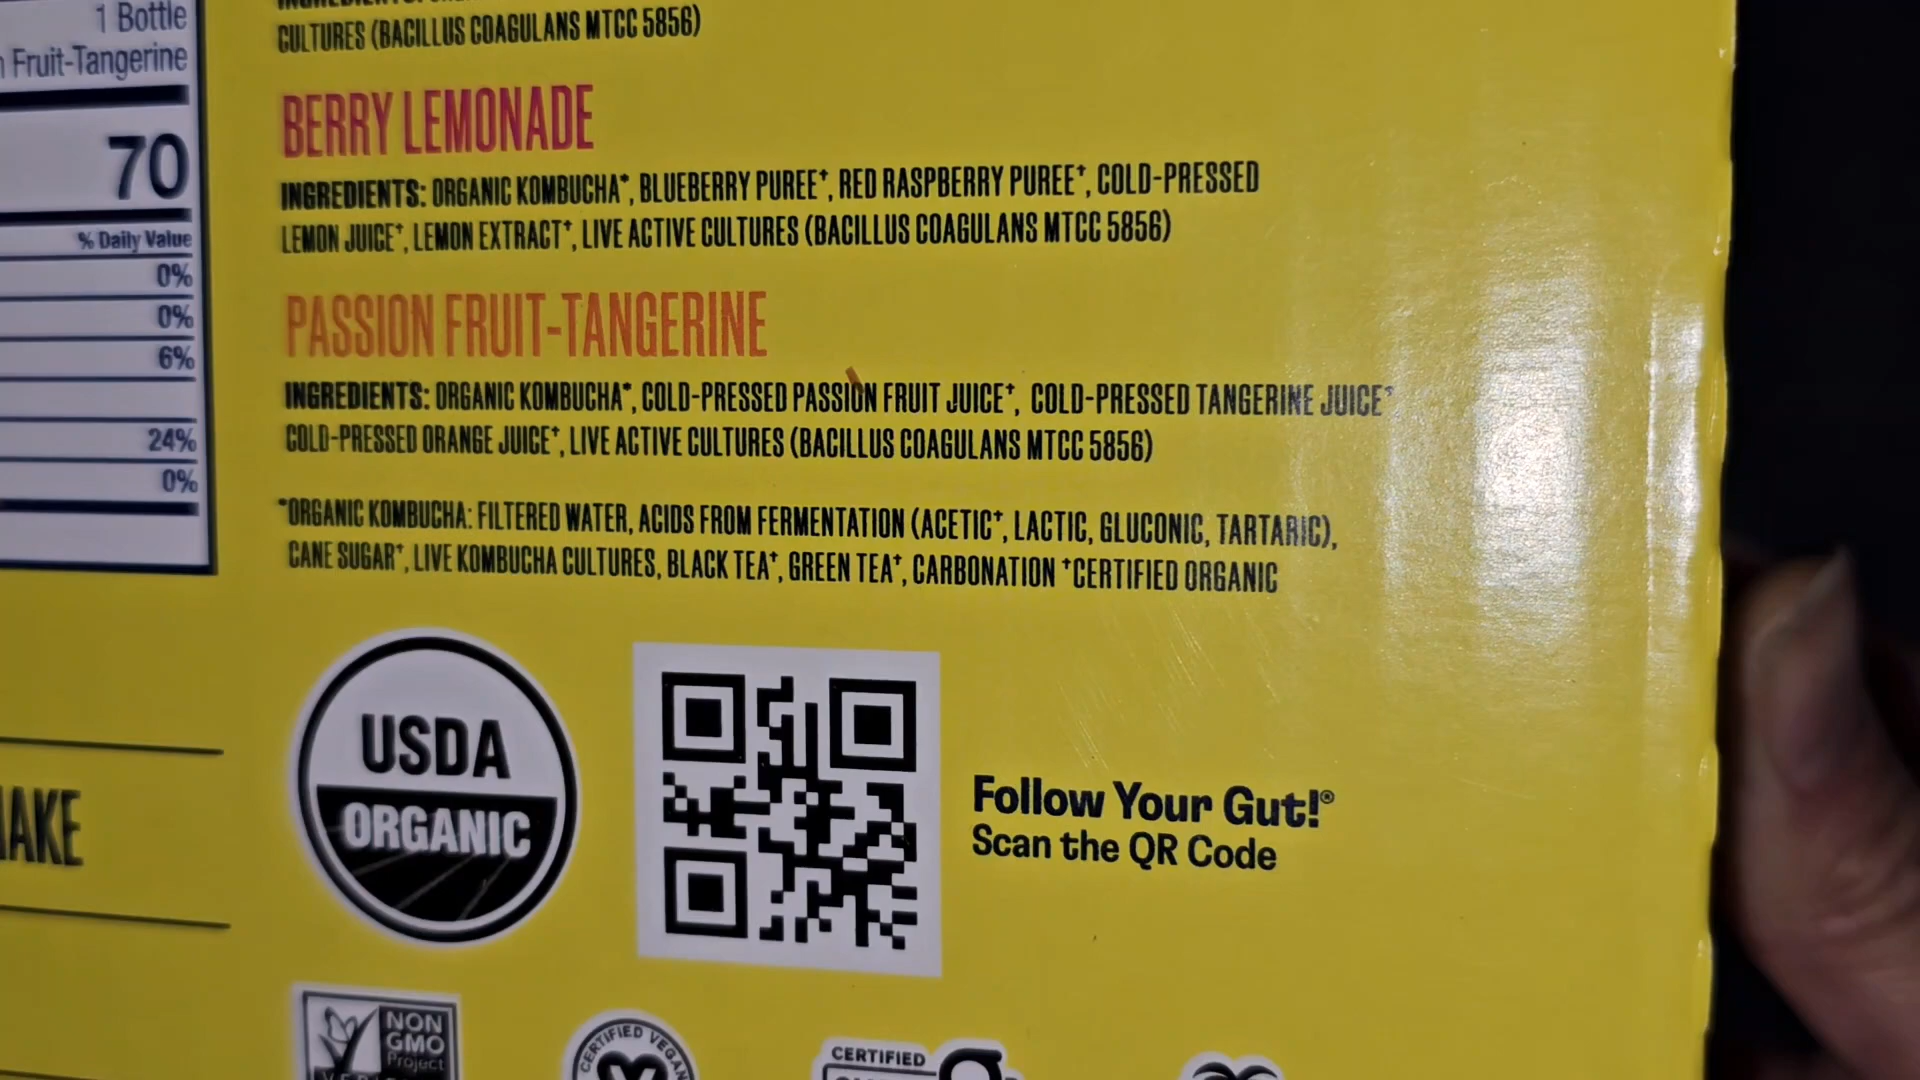 1 Bottle
Fruit-Tangerine
70
% Daily Value
0%
0%
6%
24%
0%
AKE
CULTURES (BACILLUS COAGULANS MTCC 5856)
BERRY LEMONADE
INGREDIENTS: ORGANIC KOMBUCHA*, BLUEBERRY PUREE⁺, RED RASPBERRY PUREE⁺, COLD-PRESSED
LEMON JUICE⁺, LEMON EXTRACT⁺, LIVE ACTIVE CULTURES (BACILLUS COAGULANS MTCC 5856)
PASSION FRUIT-TANGERINE
INGREDIENTS: ORGANIC KOMBUCHA*, COLD-PRESSED PASSION FRUIT JUICE⁺, COLD-PRESSED TANGERINE JUICE⁺
COLD-PRESSED ORANGE JUICE⁺, LIVE ACTIVE CULTURES (BACILLUS COAGULANS MTCC 5856)
*ORGANIC KOMBUCHA: FILTERED WATER, ACIDS FROM FERMENTATION (ACETIC⁺, LACTIC, GLUCONIC, TARTARIC),
CANE SUGAR⁺, LIVE KOMBUCHA CULTURES, BLACK TEA⁺, GREEN TEA⁺, CARBONATION ⁺CERTIFIED ORGANIC
USDA
ORGANIC
Follow Your Gut!®
Scan the QR Code
NON
GMO
Project
CERTIFIED VEGAN
CERTIFIED